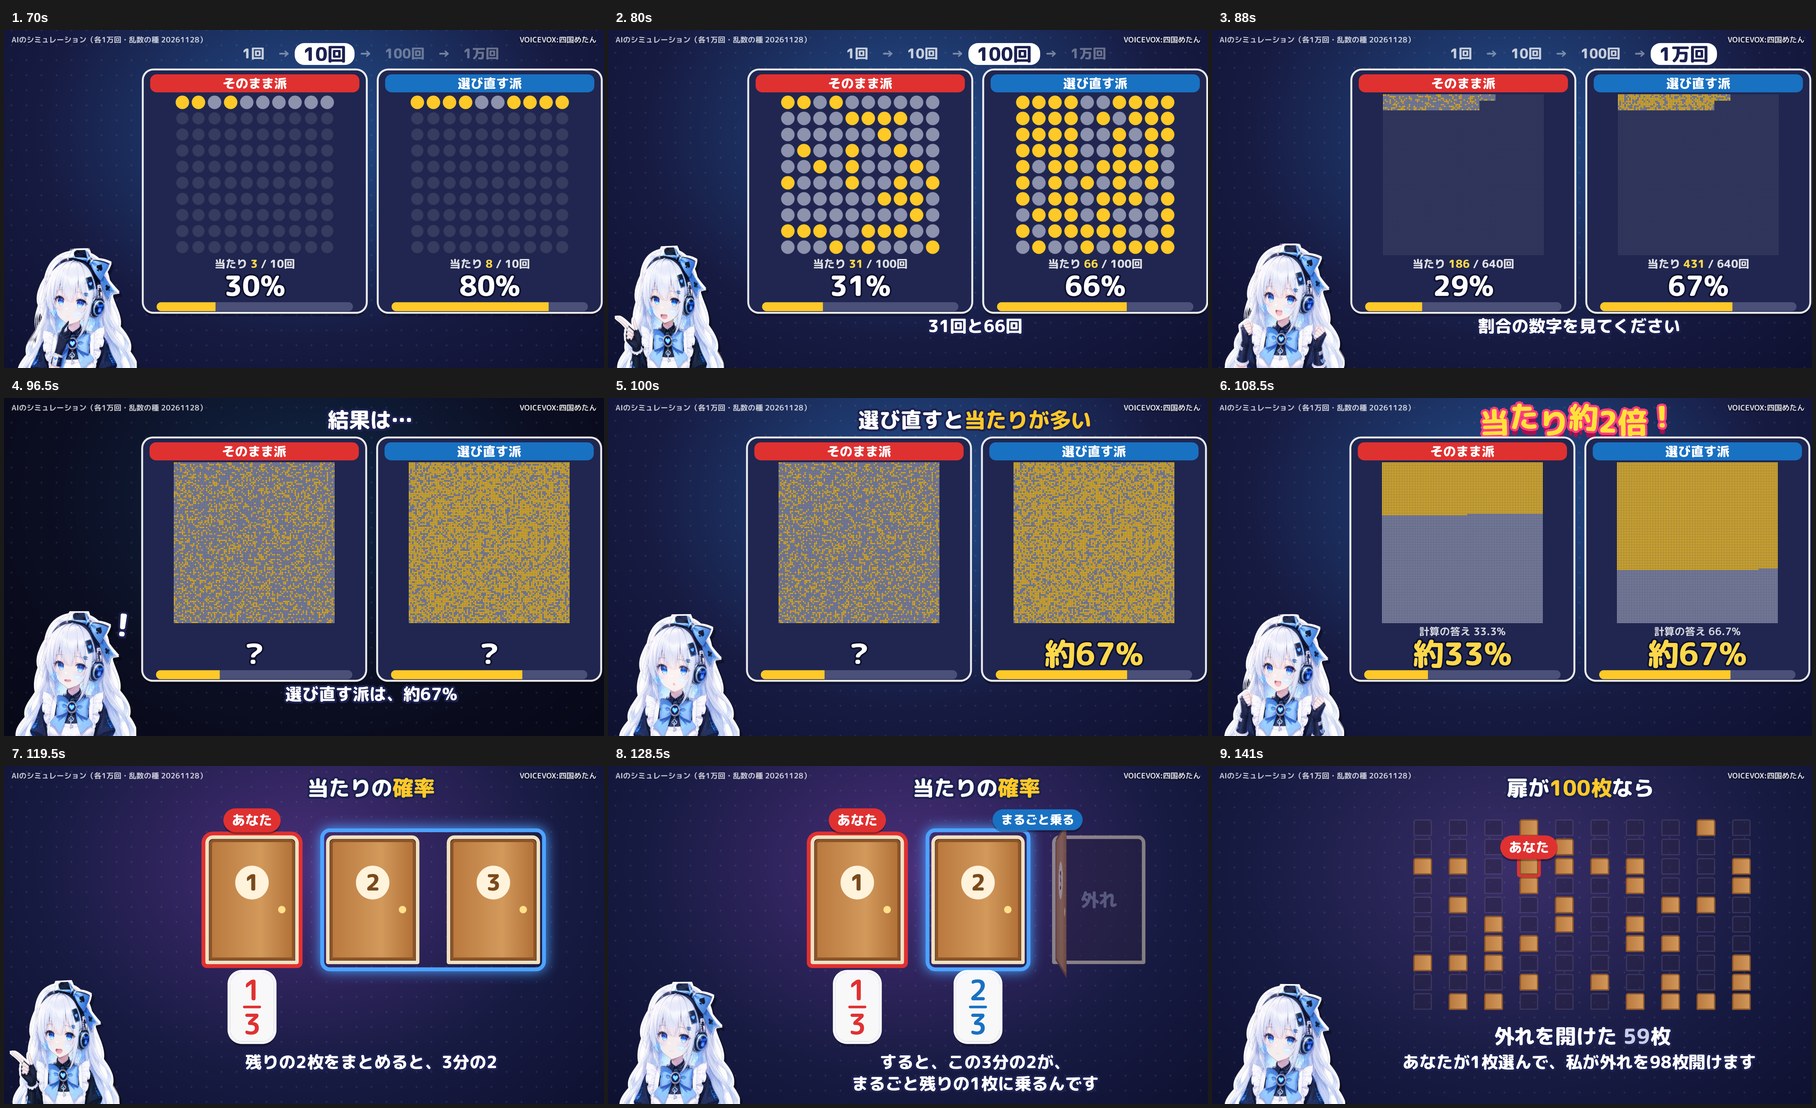 1. 70s
AIのシミュレーション（各1万回・乱数の種 20261128）
VOICEVOX:四国めたん
1回 → 10回 → 100回 → 1万回
そのまま派
選び直す派
当たり 3 / 10回
30%
当たり 8 / 10回
80%
2. 80s
AIのシミュレーション（各1万回・乱数の種 20261128）
VOICEVOX:四国めたん
1回 → 10回 → 100回 → 1万回
そのまま派
選び直す派
当たり 31 / 100回
31%
当たり 66 / 100回
66%
31回と66回
3. 88s
AIのシミュレーション（各1万回・乱数の種 20261128）
VOICEVOX:四国めたん
1回 → 10回 → 100回 → 1万回
そのまま派
選び直す派
当たり 186 / 640回
29%
当たり 431 / 640回
67%
割合の数字を見てください
4. 96.5s
AIのシミュレーション（各1万回・乱数の種 20261128）
VOICEVOX:四国めたん
結果は…
そのまま派
選び直す派
!
?
?
選び直す派は、約67%
5. 100s
AIのシミュレーション（各1万回・乱数の種 20261128）
VOICEVOX:四国めたん
選び直すと当たりが多い
そのまま派
選び直す派
?
約67%
6. 108.5s
AIのシミュレーション（各1万回・乱数の種 20261128）
VOICEVOX:四国めたん
当たり約2倍！
そのまま派
選び直す派
計算の答え 33.3%
約33%
計算の答え 66.7%
約67%
7. 119.5s
AIのシミュレーション（各1万回・乱数の種 20261128）
VOICEVOX:四国めたん
当たりの確率
あなた
1
2
3
1/3
残りの2枚をまとめると、3分の2
8. 128.5s
AIのシミュレーション（各1万回・乱数の種 20261128）
VOICEVOX:四国めたん
当たりの確率
あなた
まるごと乗る
1
2
外れ
1/3
2/3
すると、この3分の2が、
まるごと残りの1枚に乗るんです
9. 141s
AIのシミュレーション（各1万回・乱数の種 20261128）
VOICEVOX:四国めたん
扉が100枚なら
あなた
外れを開けた 59枚
あなたが1枚選んで、私が外れを98枚開けます